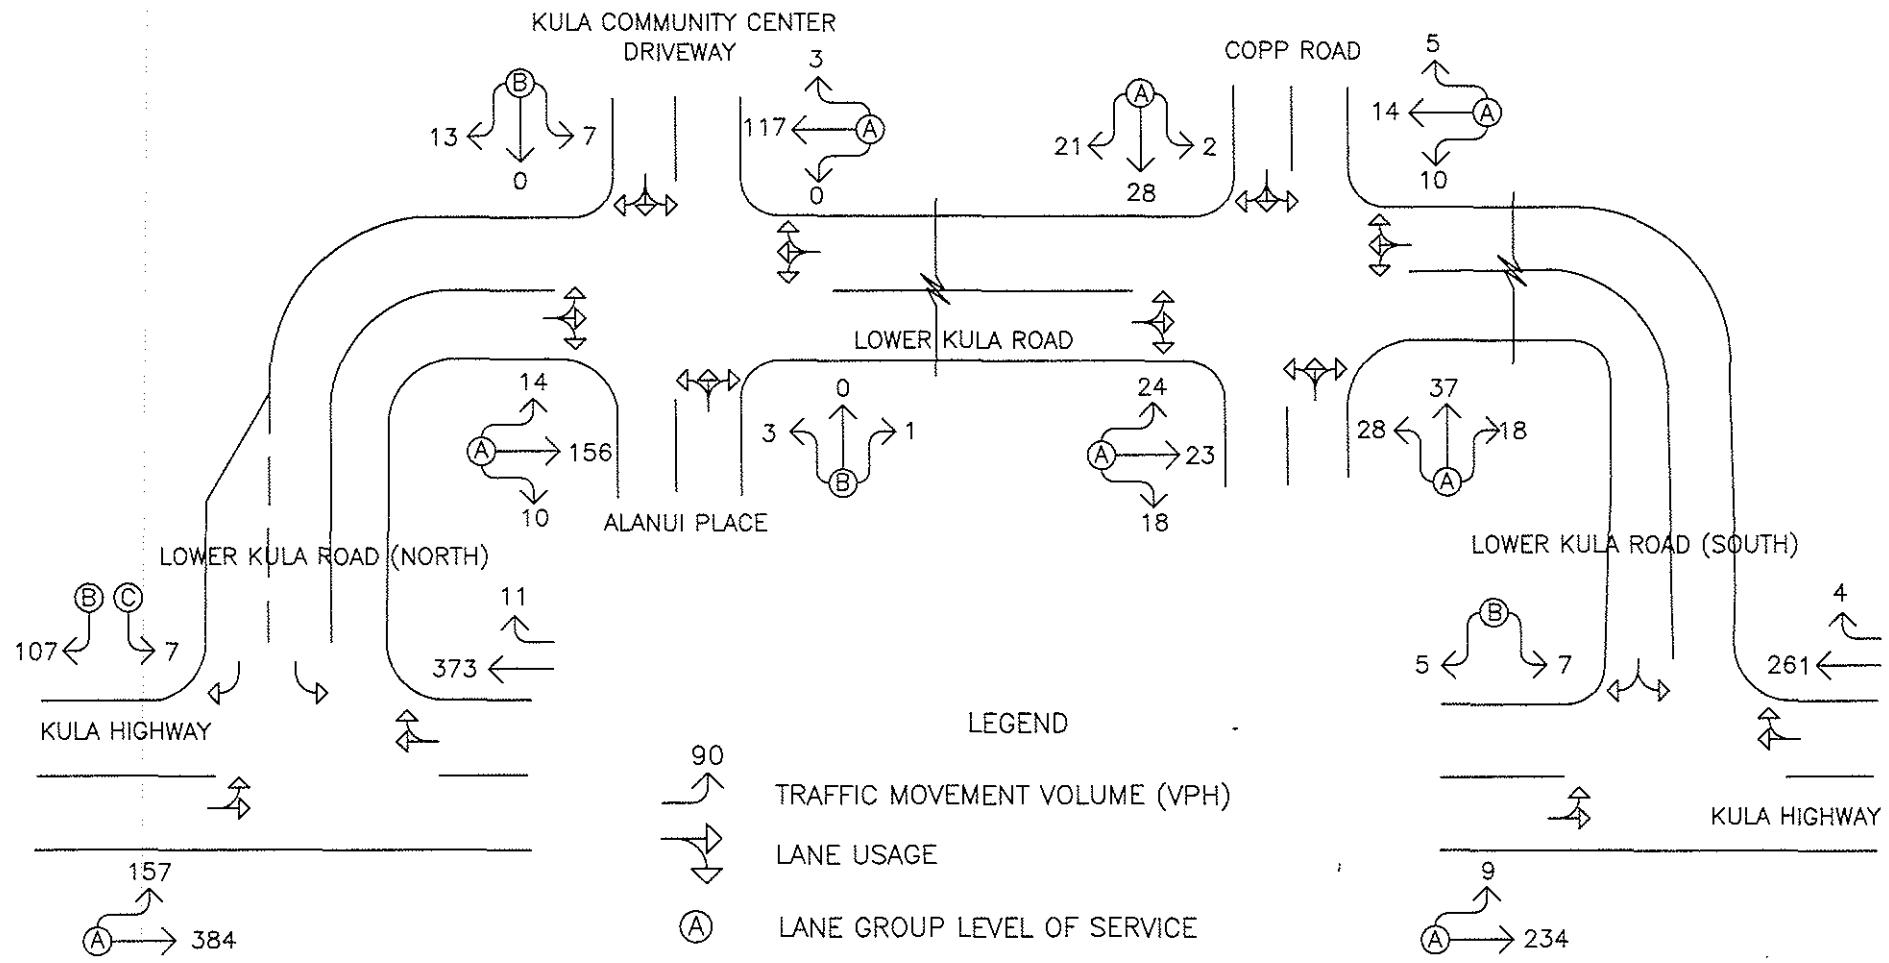 KULA COMMUNITY CENTER
DRIVEWAY
COPP ROAD
3
5
B
A
A
13
7
117
A
21
2
14
0
0
28
10
LOWER KULA ROAD
14
0
24
37
A
156
3
1
A
23
28
18
B
A
10
ALANUI PLACE
18
LOWER KULA ROAD (NORTH)
LOWER KULA ROAD (SOUTH)
B
C
11
B
4
107
7
373
5
7
261
KULA HIGHWAY
LEGEND
90
TRAFFIC MOVEMENT VOLUME (VPH)
KULA HIGHWAY
LANE USAGE
157
9
A
384
A
LANE GROUP LEVEL OF SERVICE
A
234